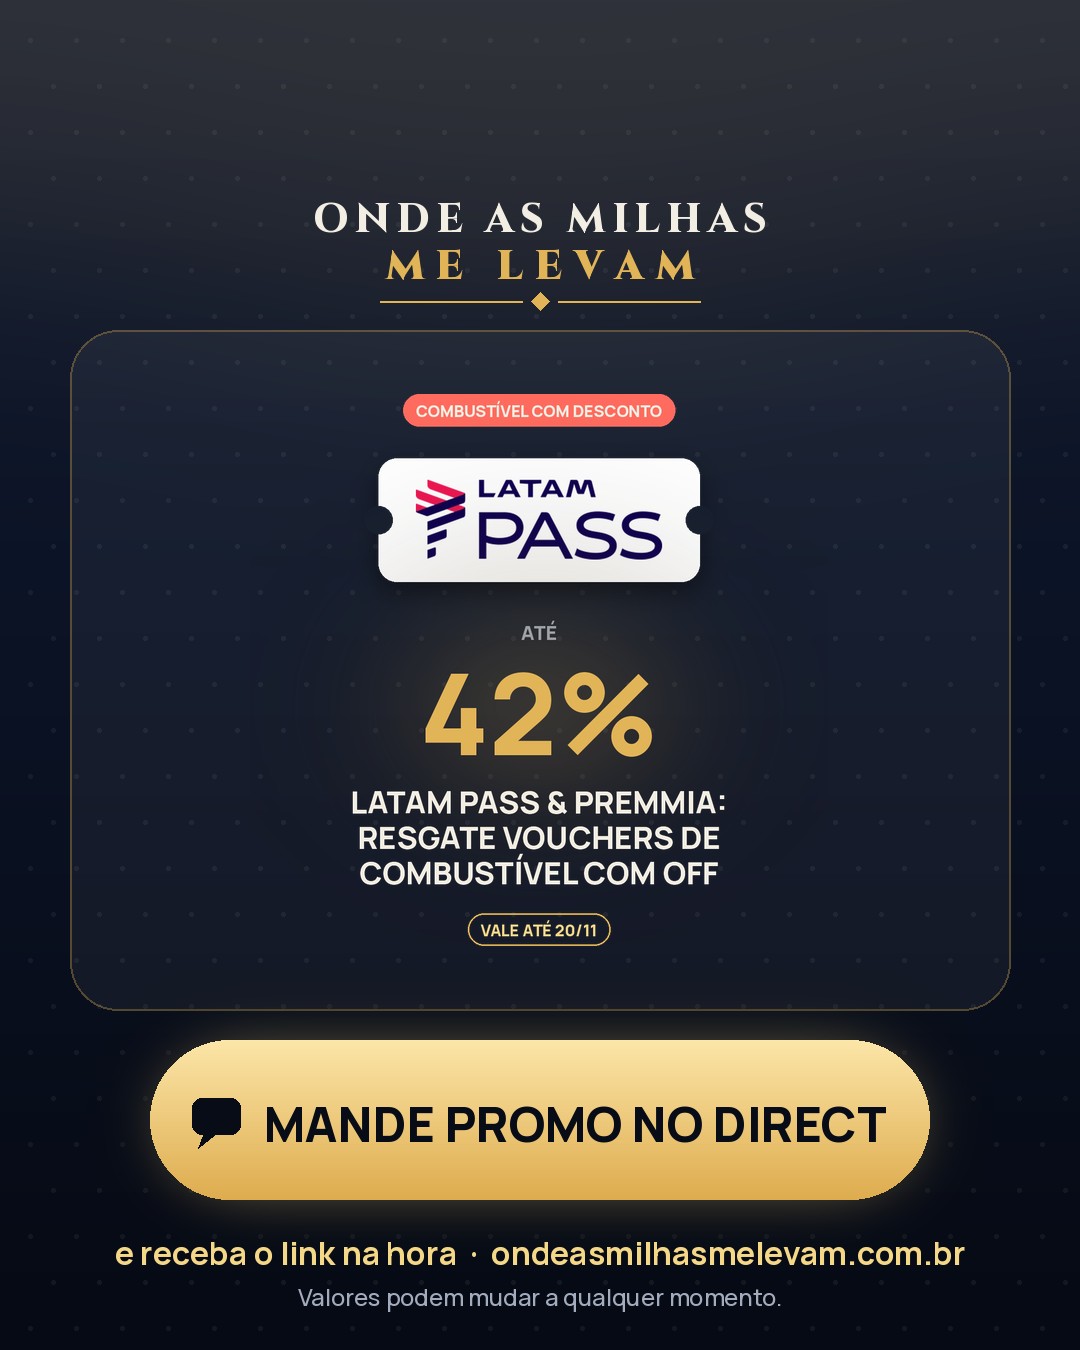 ONDE AS MILHAS
ME LEVAM
COMBUSTÍVEL COM DESCONTO
LATAM
PASS
ATÉ
42%
LATAM PASS & PREMMIA:
RESGATE VOUCHERS DE
COMBUSTÍVEL COM OFF
VALE ATÉ 20/11
MANDE PROMO NO DIRECT
e receba o link na hora · ondeasmilhasmelevam.com.br
Valores podem mudar a qualquer momento.